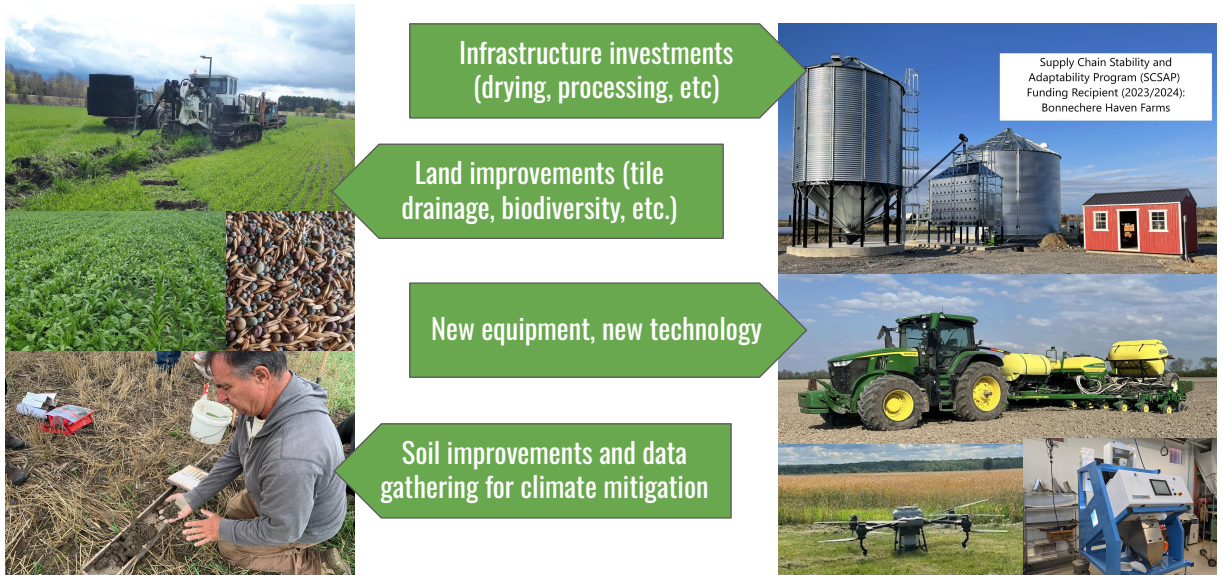 Infrastructure investments
(drying, processing, etc)
Supply Chain Stability and
Adaptability Program (SCSAP)
Funding Recipient (2023/2024):
Bonnechere Haven Farms
Land improvements (tile
drainage, biodiversity, etc.)
New equipment, new technology
Soil improvements and data
gathering for climate mitigation